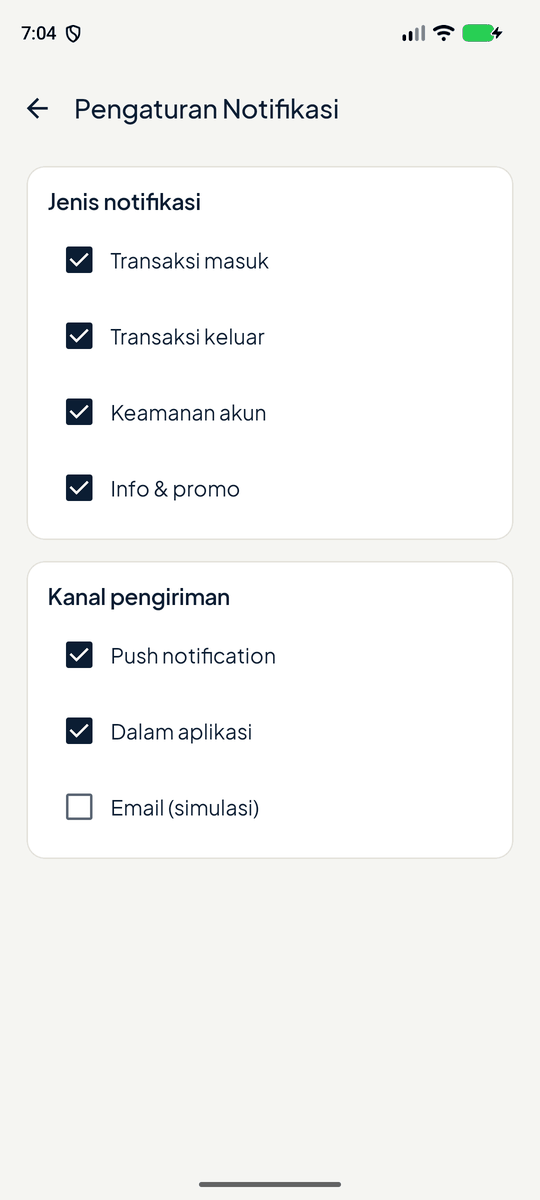 7:04
Pengaturan Notifikasi
Jenis notifikasi
Transaksi masuk
Transaksi keluar
Keamanan akun
Info & promo
Kanal pengiriman
Push notification
Dalam aplikasi
Email (simulasi)